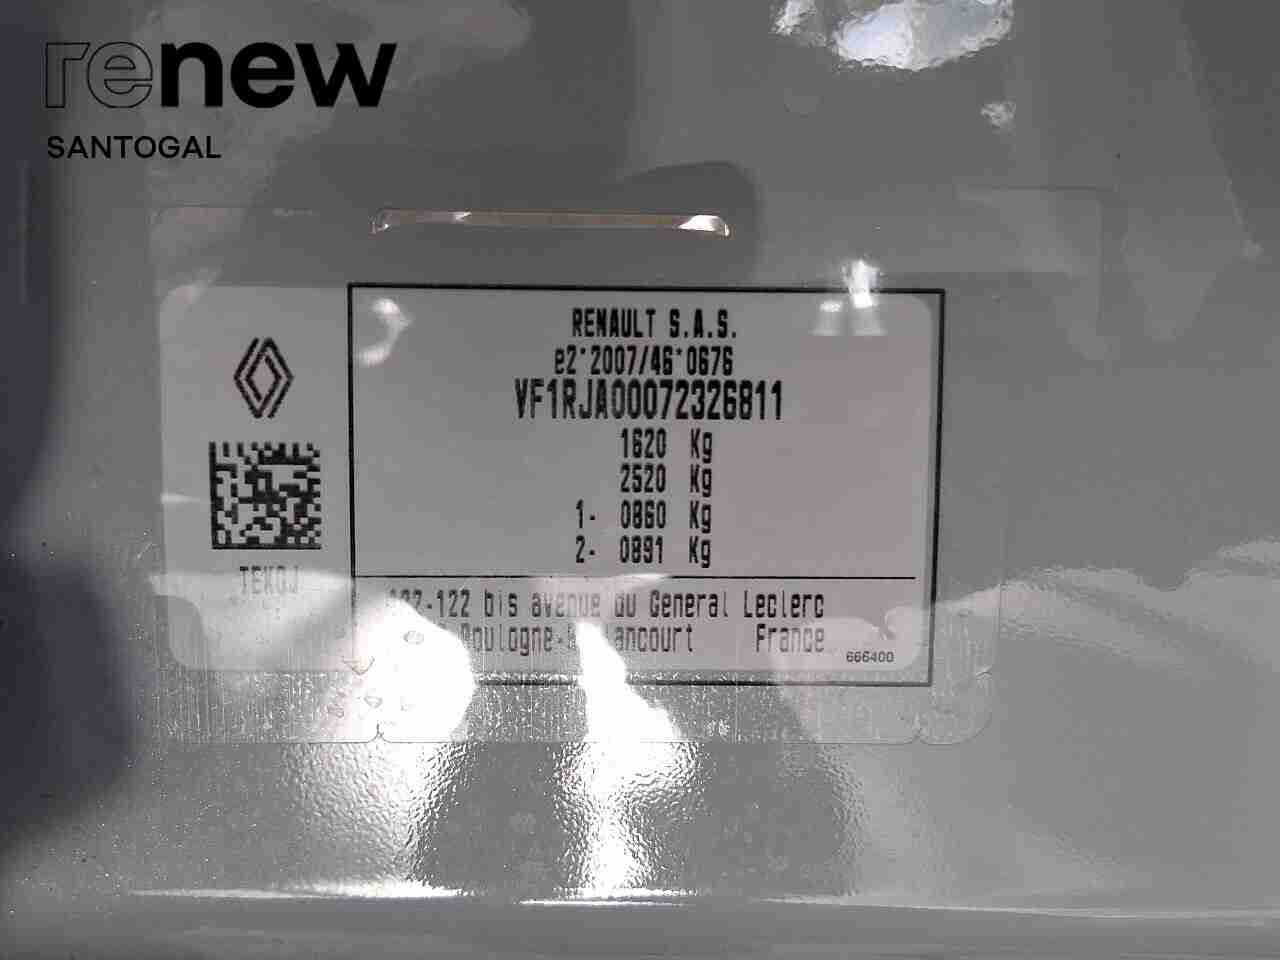 renew
SANTOGAL
RENAULT S.A.S.
e2*2007/46*0676
VF1RJA00072326811
1620 Kg
2520 Kg
1- 0860 Kg
2- 0891 Kg
122 bis avenue du General Leclerc
France
666400